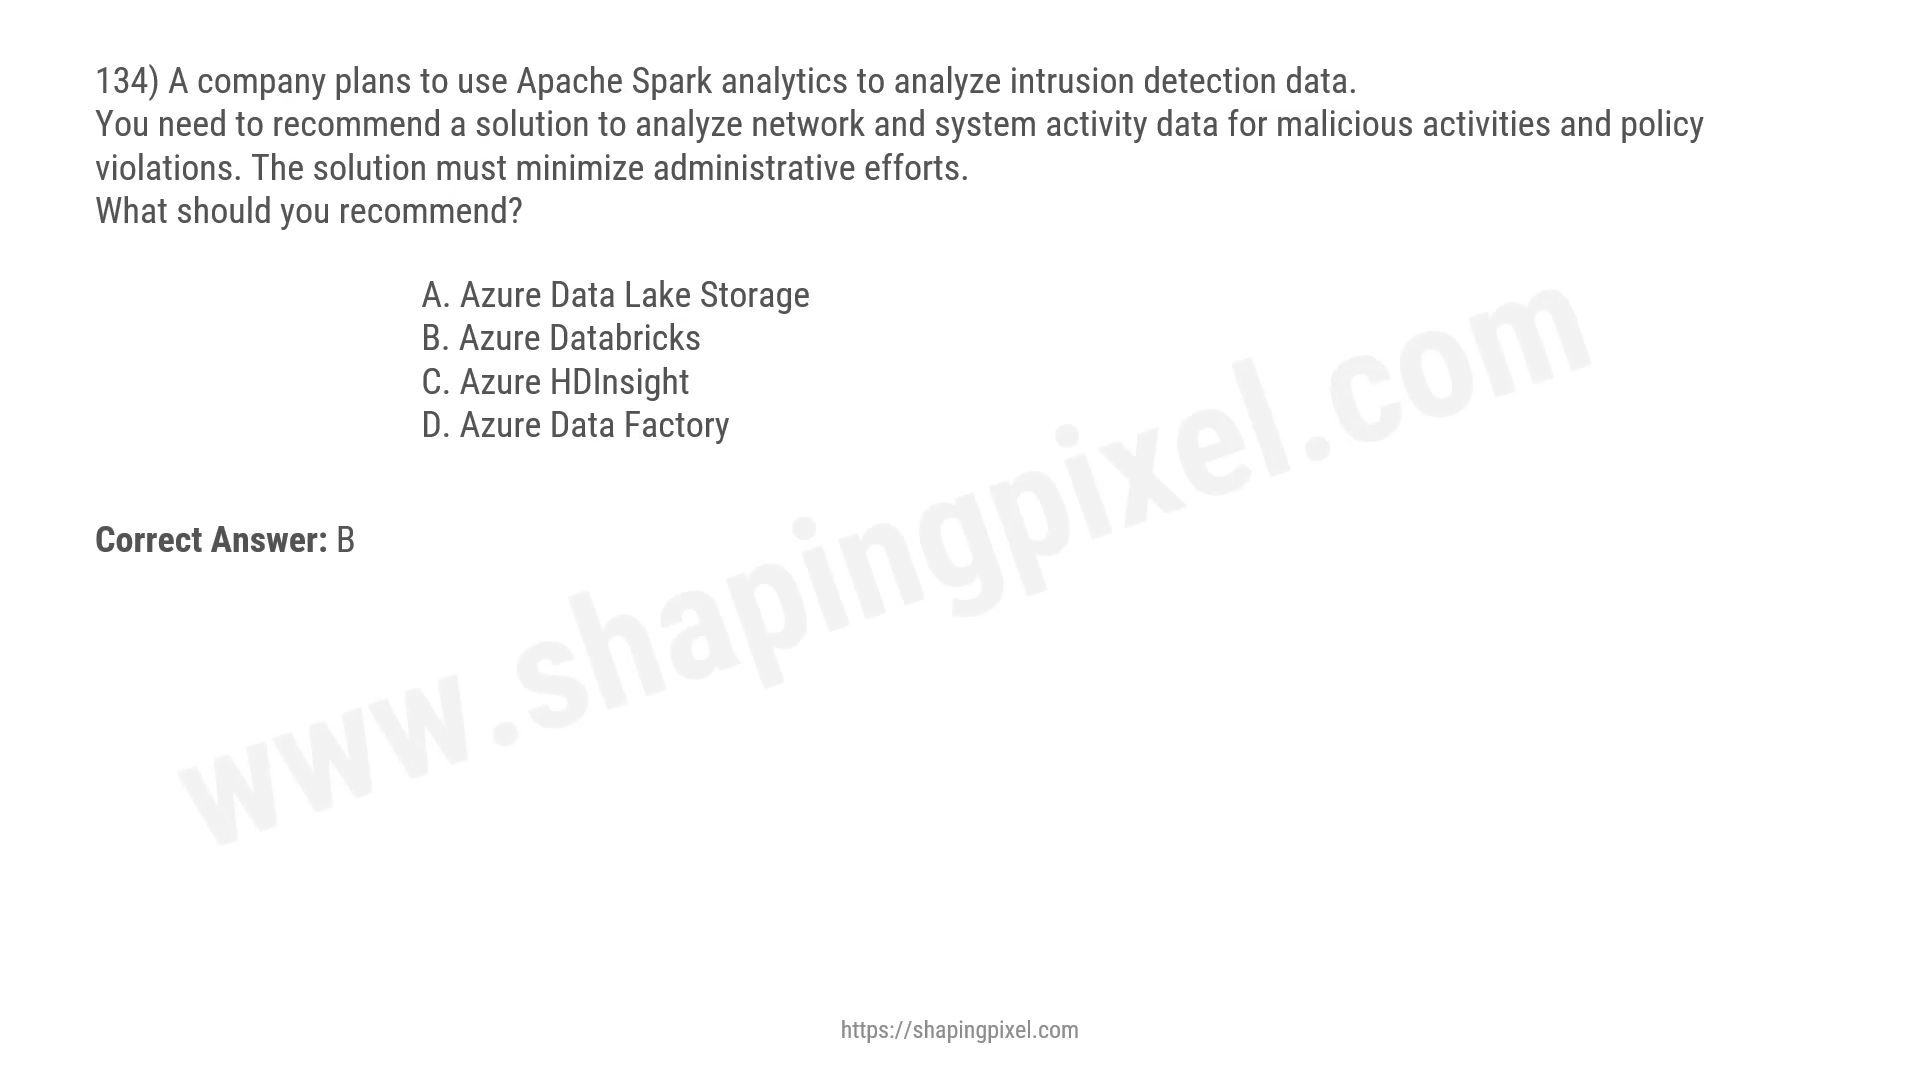 134) A company plans to use Apache Spark analytics to analyze intrusion detection data.
You need to recommend a solution to analyze network and system activity data for malicious activities and policy
violations. The solution must minimize administrative efforts.
What should you recommend?
A. Azure Data Lake Storage
B. Azure Databricks
C. Azure HDInsight
D. Azure Data Factory
Correct Answer: B
www.shapingpixel.com
https://shapingpixel.com